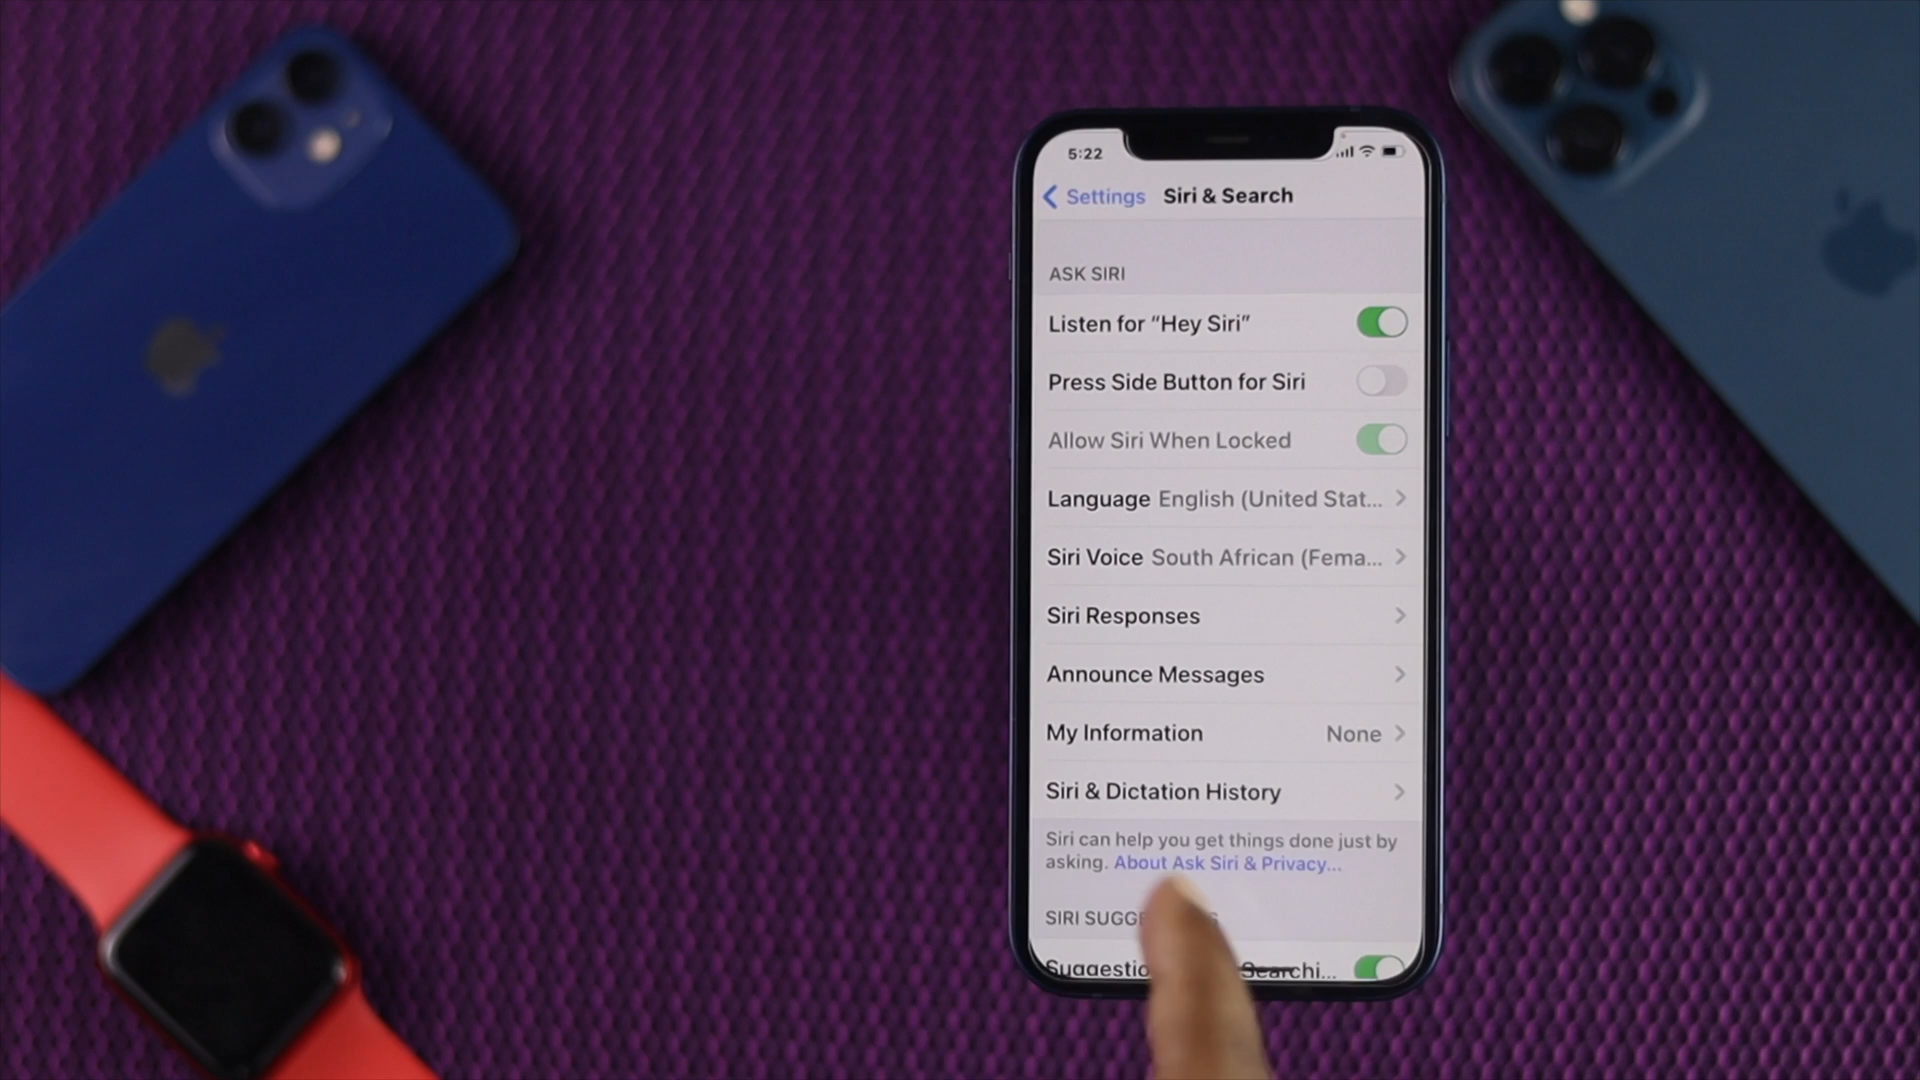 5:22
Settings Siri & Search
ASK SIRI
Listen for “Hey Siri”
Press Side Button for Siri
Allow Siri When Locked
Language English (United Stat...
Siri Voice South African (Fema...
Siri Responses
Announce Messages
My Information None
Siri & Dictation History
Siri can help you get things done just by
asking. About Ask Siri & Privacy...
SIRI
Searchi...